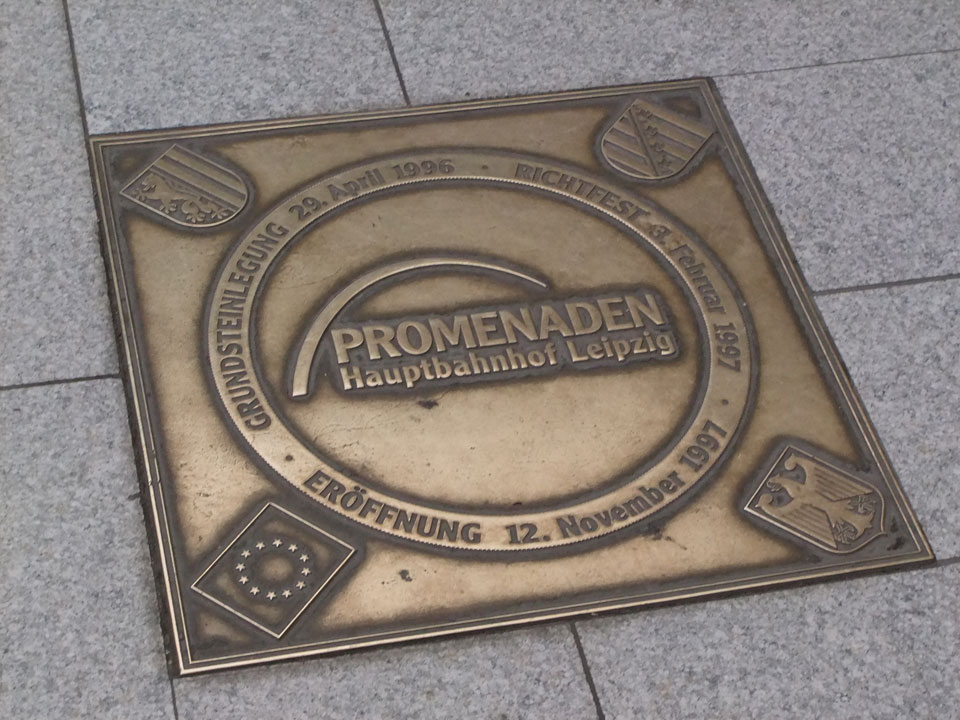 PROMENADEN
Hauptbahnhof Leipzig
GRUNDSTEINLEGUNG 29. April 1996 · RICHTFEST 3. Februar 1997 · ERÖFFNUNG 12. November 1997 ·